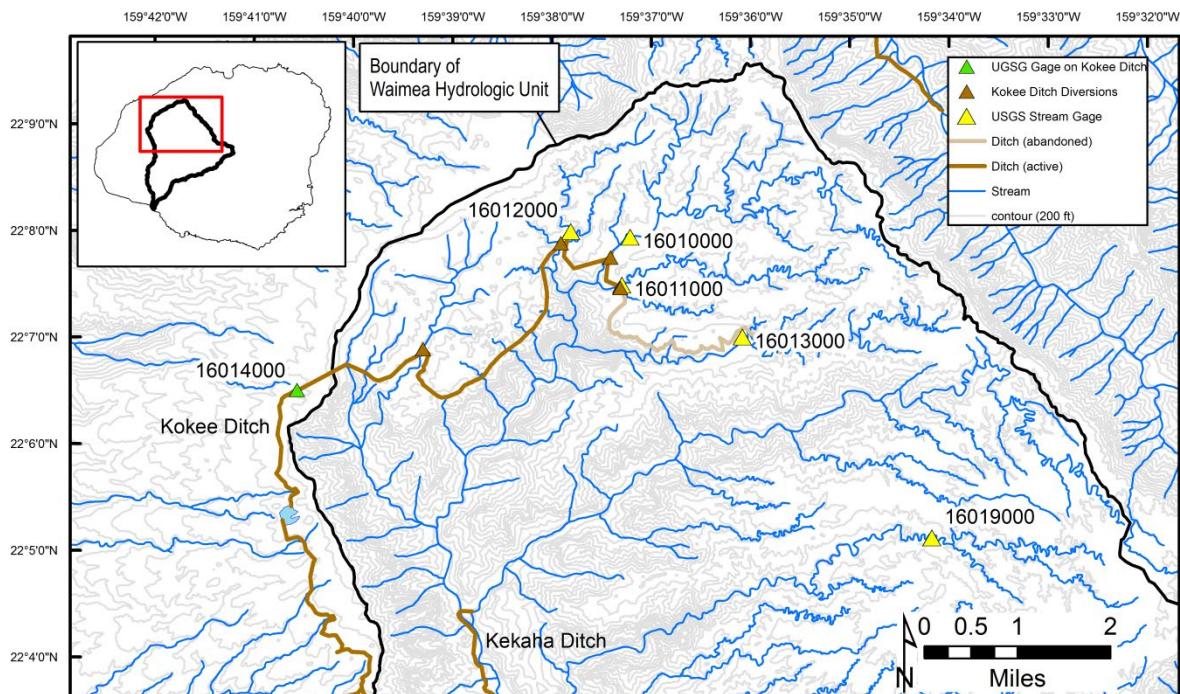 159°42'0"W 159°41'0"W 159°40'0"W 159°39'0"W 159°38'0"W 159°37'0"W 159°36'0"W 159°35'0"W 159°34'0"W 159°33'0"W 159°32'0"W
Boundary of
Waimea Hydrologic Unit
UGSG Gage on Kokee Ditch
Kokee Ditch Diversions
USGS Stream Gage
Ditch (abandoned)
Ditch (active)
Stream
contour (200 ft)
22°9'0"N
22°8'0"N
22°7'0"N
22°6'0"N
22°5'0"N
22°4'0"N
16012000
16010000
16011000
16013000
16014000
Kokee Ditch
16019000
Kekaha Ditch
N
0 0.5 1 2
Miles